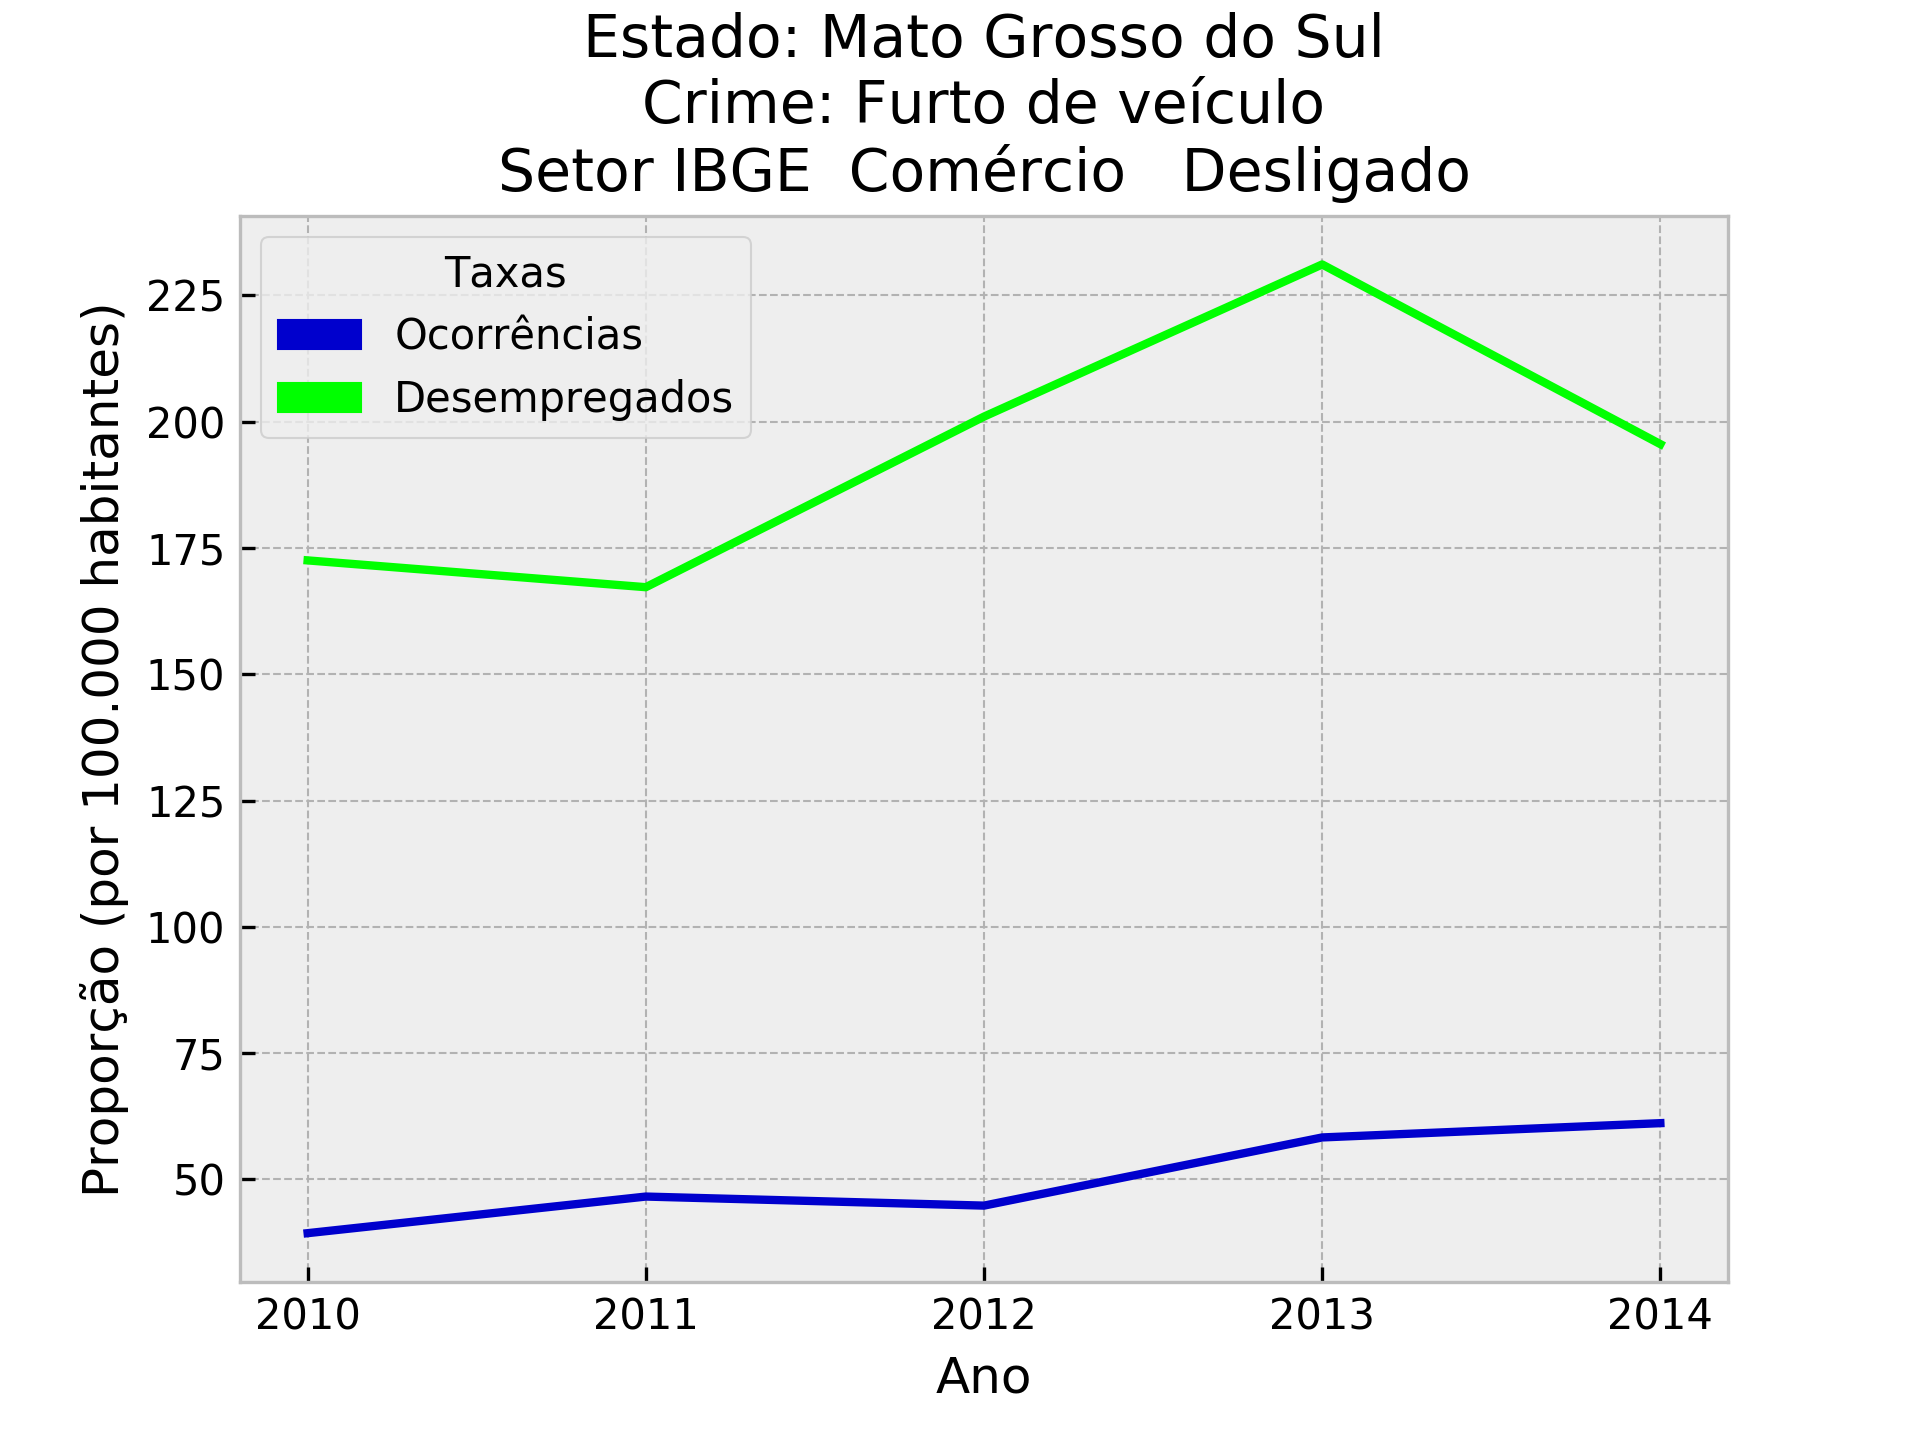 Estado: Mato Grosso do Sul
Crime: Furto de veículo
Setor IBGE  Comércio   Desligado
Taxas
Ocorrências
Desempregados
Proporção (por 100.000 habitantes)
225
200
175
150
125
100
75
50
2010 2011 2012 2013 2014
Ano